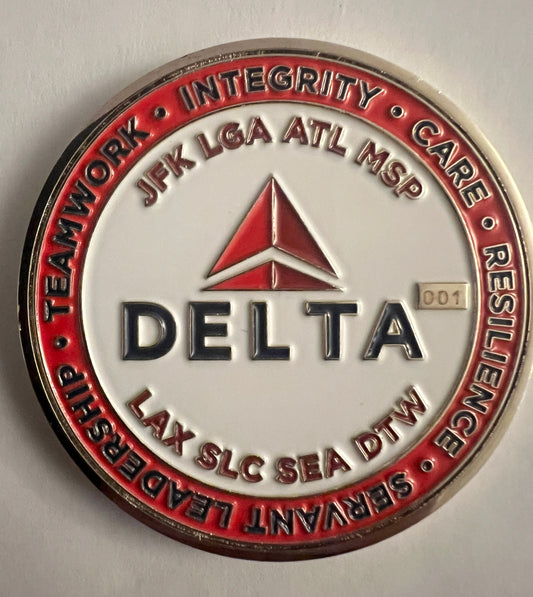 TEAMWORK • INTEGRITY • CARE • RESILIENCE • SERVANT LEADERSHIP •
JFK LGA ATL MSP
DELTA
001
LAX SLC SEA DTW